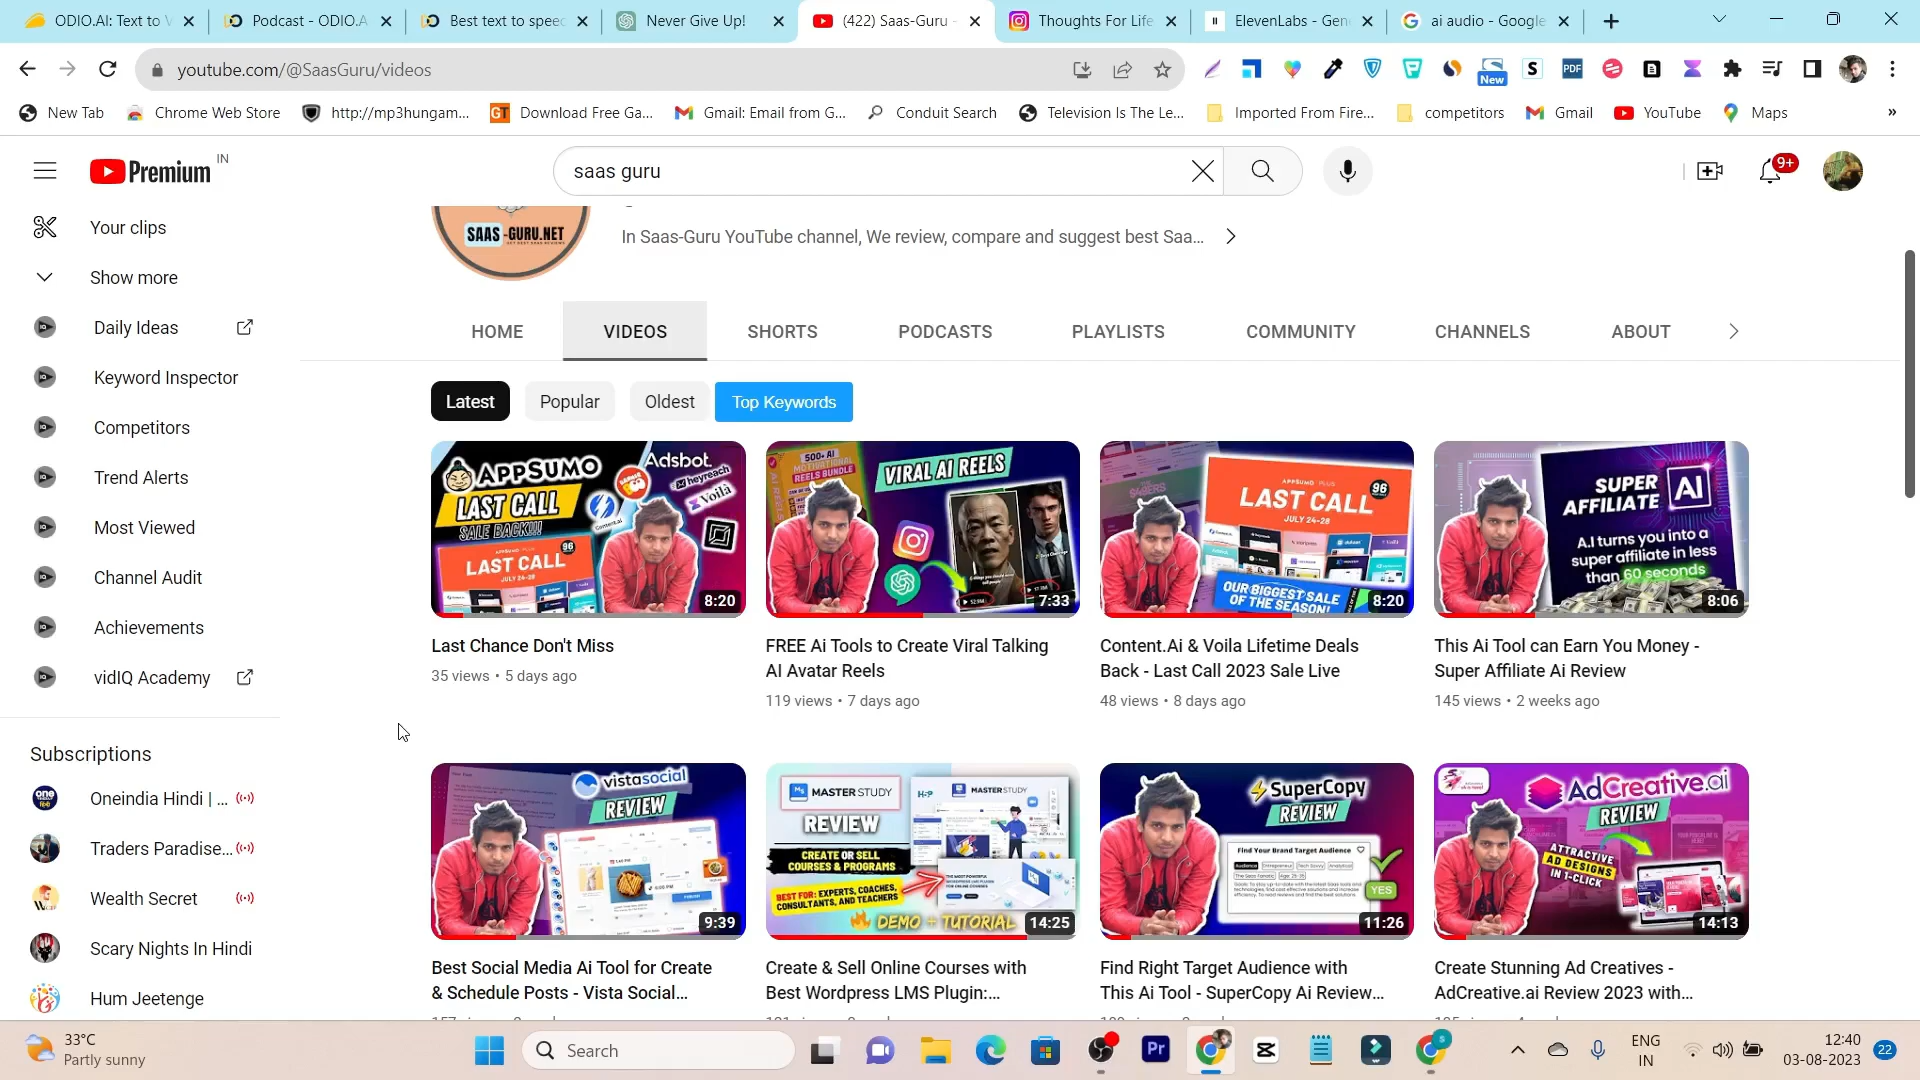 ODIO.AI: Text to V
Podcast - ODIO.A
Best text to speec
Never Give Up!
(422) Saas-Guru -
Thoughts For Life
ElevenLabs - Gen
ai audio - Google
youtube.com/@SaasGuru/videos
New
New Tab
Chrome Web Store
http://mp3hungam...
Download Free Ga...
Gmail: Email from G...
Conduit Search
Television Is The Le...
Imported From Fire...
competitors
Gmail
YouTube
Maps
Premium IN
saas guru
9+
Your clips
Show more
Daily Ideas
Keyword Inspector
Competitors
Trend Alerts
Most Viewed
Channel Audit
Achievements
vidIQ Academy
Subscriptions
Oneindia Hindi | ...
Traders Paradise...
Wealth Secret
Scary Nights In Hindi
Hum Jeetenge
SAAS-GURU.NET
In Saas-Guru YouTube channel, We review, compare and suggest best Saa...
HOME VIDEOS SHORTS PODCASTS PLAYLISTS COMMUNITY CHANNELS ABOUT
Latest Popular Oldest Top Keywords
APPSUMO
LAST CALL
SALE BACK!!!
Adsbot.
heyreach
Voilà
Content.ai
LAST CALL
JULY 24-28
8:20
Last Chance Don't Miss
35 views • 5 days ago
500+ AI
MOTIVATIONAL
REELS BUNDLE
VIRAL AI REELS
7:33
FREE Ai Tools to Create Viral Talking
AI Avatar Reels
119 views • 7 days ago
APPSUMO PLUS
LAST CALL
JULY 24-28
OUR BIGGEST SALE
OF THE SEASON!
8:20
Content.Ai & Voila Lifetime Deals
Back - Last Call 2023 Sale Live
48 views • 8 days ago
SUPER
AFFILIATE AI
A.I turns you into a
super affiliate in less
than 60 seconds
8:06
This Ai Tool can Earn You Money -
Super Affiliate Ai Review
145 views • 2 weeks ago
vistasocial
REVIEW
9:39
Best Social Media Ai Tool for Create
& Schedule Posts - Vista Social...
MASTER STUDY
REVIEW
CREATE OR SELL
COURSES & PROGRAMS
BEST FOR: EXPERTS, COACHES,
CONSULTANTS, AND TEACHERS
MASTER STUDY
DEMO + TUTORIAL
14:25
Create & Sell Online Courses with
Best Wordpress LMS Plugin:...
SuperCopy
REVIEW
Find Your Brand Target Audience
YES
11:26
Find Right Target Audience with
This Ai Tool - SuperCopy Ai Review...
AdCreative.ai
REVIEW
ATTRACTIVE
AD DESIGNS
IN 1-CLICK
14:13
Create Stunning Ad Creatives -
AdCreative.ai Review 2023 with...
33°C
Partly sunny
Search
ENG
IN
12:40
03-08-2023
22